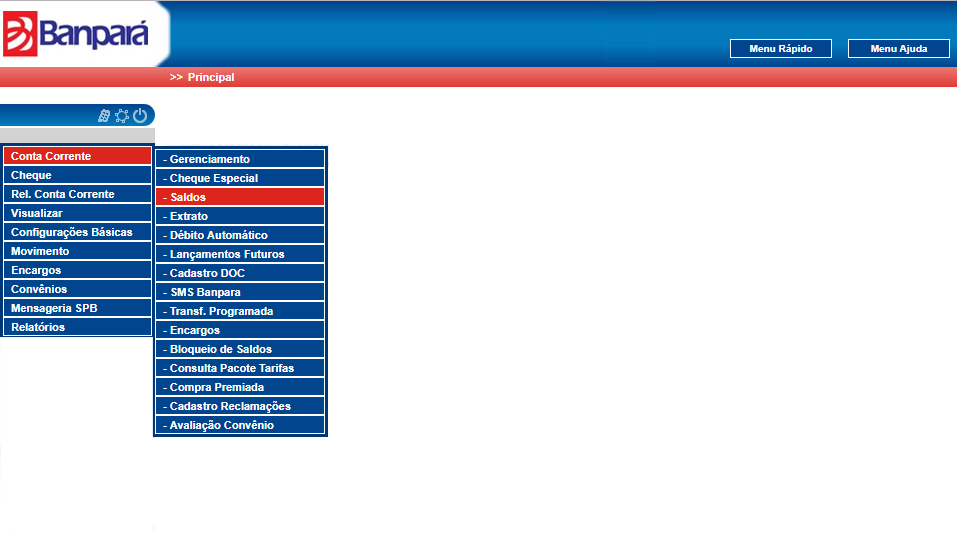 Banpará
Menu Rápido
Menu Ajuda
>> Principal
Conta Corrente
Cheque
Rel. Conta Corrente
Visualizar
Configurações Básicas
Movimento
Encargos
Convênios
Mensageria SPB
Relatórios
- Gerenciamento
- Cheque Especial
- Saldos
- Extrato
- Débito Automático
- Lançamentos Futuros
- Cadastro DOC
- SMS Banpara
- Transf. Programada
- Encargos
- Bloqueio de Saldos
- Consulta Pacote Tarifas
- Compra Premiada
- Cadastro Reclamações
- Avaliação Convênio